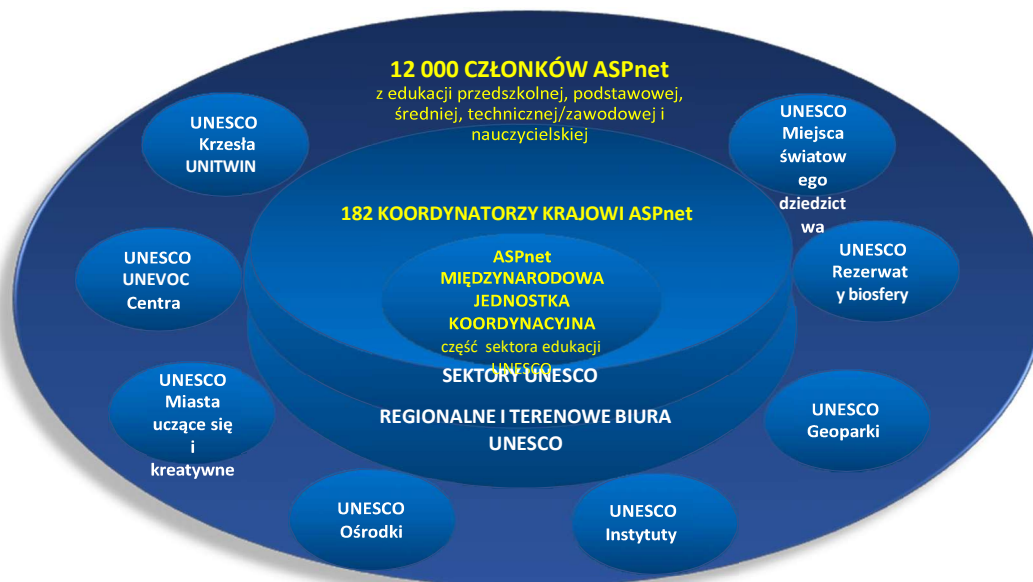 12 000 CZŁONKÓW ASPnet
z edukacji przedszkolnej, podstawowej,
średniej, technicznej/zawodowej i
nauczycielskiej
UNESCO
Krzesła
UNITWIN
UNESCO
Miejsca
światow
ego
dziedzict
wa
182 KOORDYNATORZY KRAJOWI ASPnet
ASPnet
MIĘDZYNARODOWA
JEDNOSTKA
KOORDYNACYJNA
część sektora edukacji
UNESCO
UNESCO
UNEVOC
Centra
UNESCO
Rezerwat
y biosfery
SEKTORY UNESCO
REGIONALNE I TERENOWE BIURA
UNESCO
UNESCO
Miasta
uczące się
i
kreatywne
UNESCO
Geoparki
UNESCO
Ośrodki
UNESCO
Instytuty